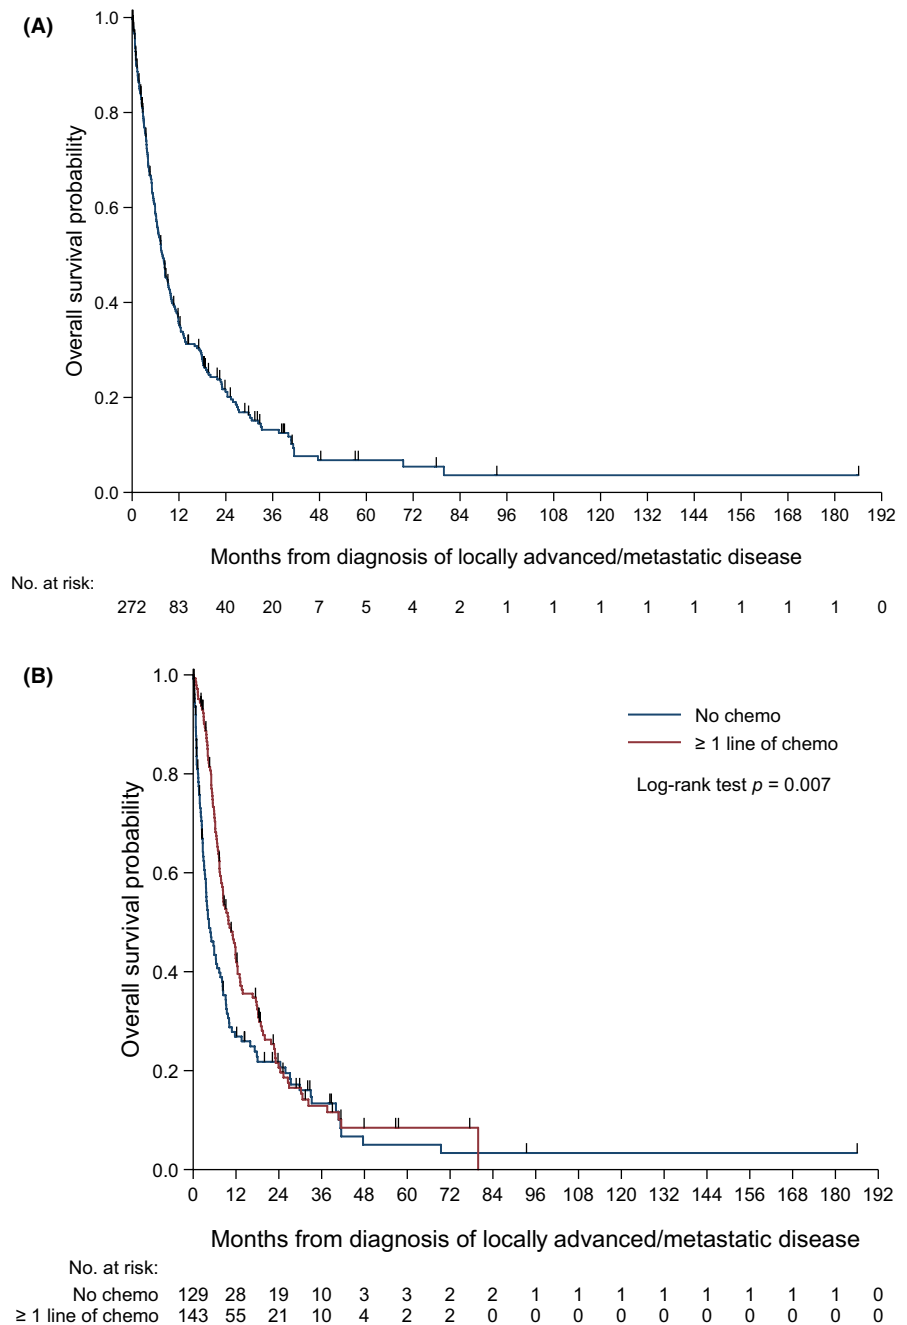 (A)
Overall survival probability
1.0
0.8
0.6
0.4
0.2
0.0
0 12 24 36 48 60 72 84 96 108 120 132 144 156 168 180 192
Months from diagnosis of locally advanced/metastatic disease
No. at risk:
272 83 40 20 7 5 4 2 1 1 1 1 1 1 1 1 0
(B)
Overall survival probability
1.0
0.8
0.6
0.4
0.2
0.0
No chemo
≥ 1 line of chemo
Log-rank test p = 0.007
0 12 24 36 48 60 72 84 96 108 120 132 144 156 168 180 192
Months from diagnosis of locally advanced/metastatic disease
No. at risk:
No chemo 129 28 19 10 3 3 2 2 1 1 1 1 1 1 1 1 0
≥ 1 line of chemo 143 55 21 10 4 2 2 0 0 0 0 0 0 0 0 0 0